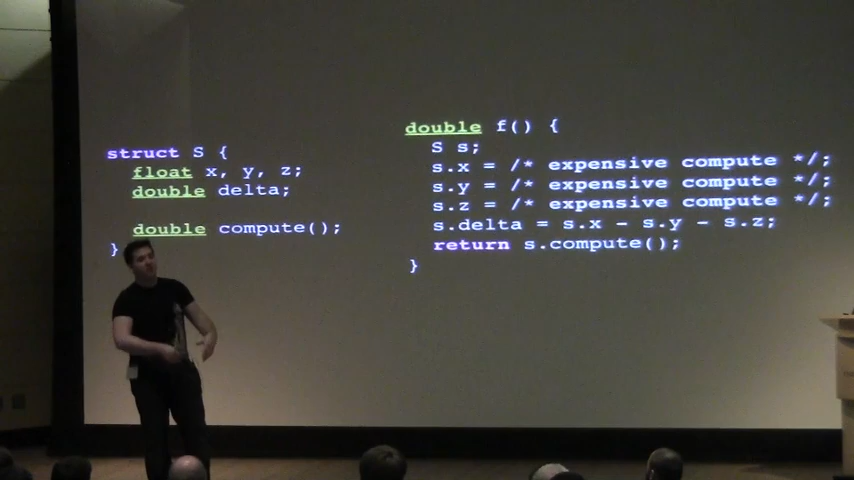 struct S {
float x, y, z;
double delta;
double compute();
}
double f() {
S s;
s.x = /* expensive compute */;
s.y = /* expensive compute */;
s.z = /* expensive compute */;
s.delta = s.x - s.y - s.z;
return s.compute();
}